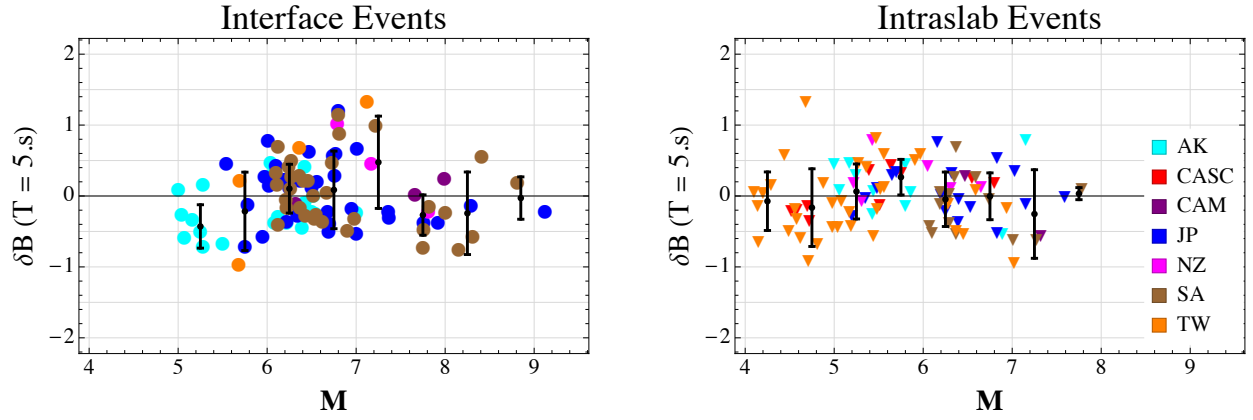 Interface Events
2
1
0
−1
−2
δB (T = 5.s)
4 5 6 7 8 9
M
Intraslab Events
2
1
0
−1
−2
δB (T = 5.s)
4 5 6 7 8 9
M
AK
CASC
CAM
JP
NZ
SA
TW